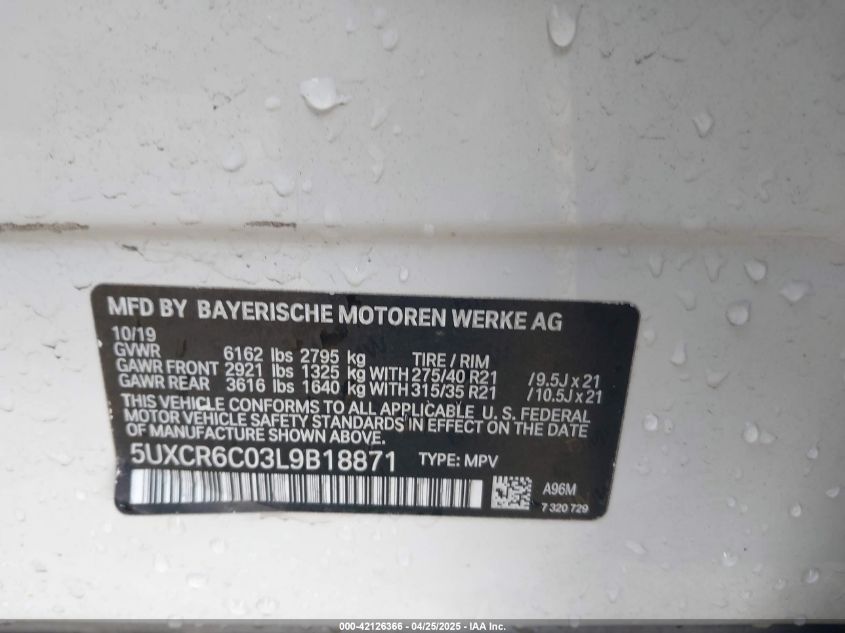 MFD BY BAYERISCHE MOTOREN WERKE AG
10/19
GVWR 6162 lbs 2795 kg TIRE / RIM
GAWR FRONT 2921 lbs 1325 kg WITH 275/40 R21 /9.5J x 21
GAWR REAR 3616 lbs 1640 kg WITH 315/35 R21 /10.5J x 21
THIS VEHICLE CONFORMS TO ALL APPLICABLE U. S. FEDERAL
MOTOR VEHICLE SAFETY STANDARDS IN EFFECT ON THE DATE
OF MANUFACTURE SHOWN ABOVE.
5UXCR6C03L9B18871 TYPE: MPV
A96M
7 320 729
000-42126366 - 04/25/2025 - IAA Inc.